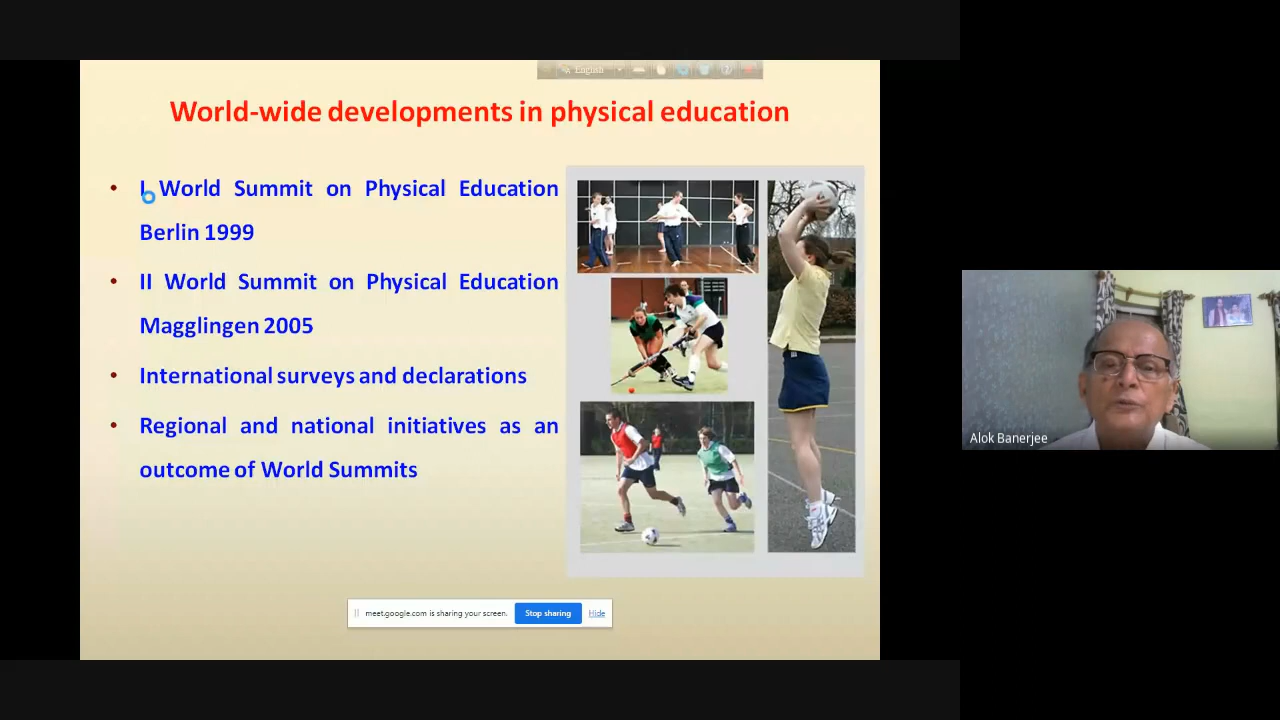 English
World-wide developments in physical education
• I World Summit on Physical Education
Berlin 1999
• II World Summit on Physical Education
Magglingen 2005
• International surveys and declarations
• Regional and national initiatives as an
outcome of World Summits
meet.google.com is sharing your screen.
Stop sharing
Hide
Alok Banerjee